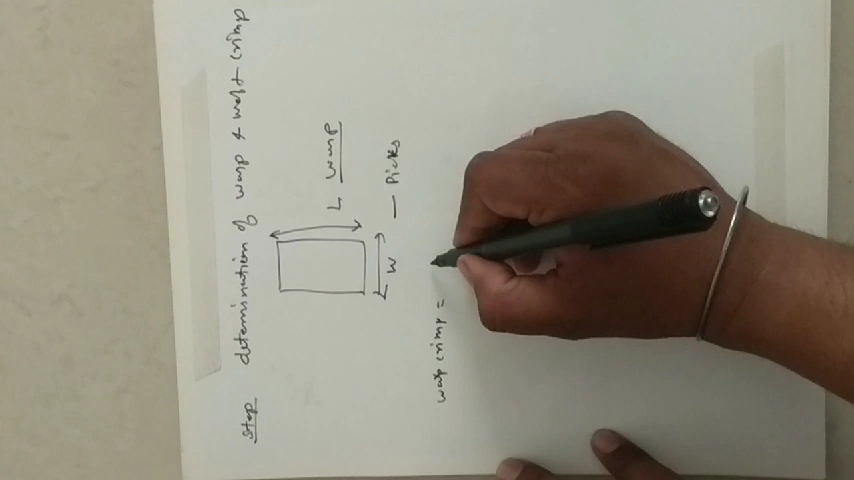 Step determination of warp & weft crimp
L warp
W — Picks
warp crimp =